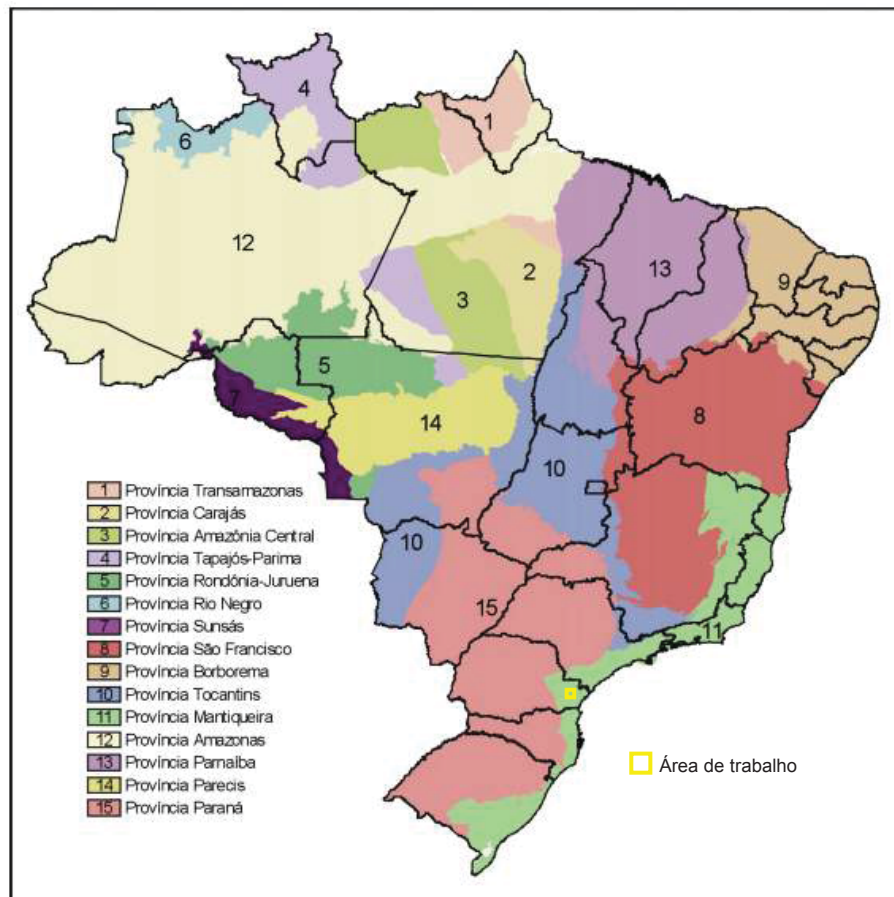 4
1
6
12
2
13
9
3
5
7
8
14
10
10
15
11
1 Província Transamazonas
2 Província Carajás
3 Província Amazônia Central
4 Província Tapajós-Parima
5 Província Rondônia-Juruena
6 Província Rio Negro
7 Província Sunsás
8 Província São Francisco
9 Província Borborema
10 Província Tocantins
11 Província Mantiqueira
12 Província Amazonas
13 Província Parnaíba
14 Província Parecis
15 Província Paraná
Área de trabalho